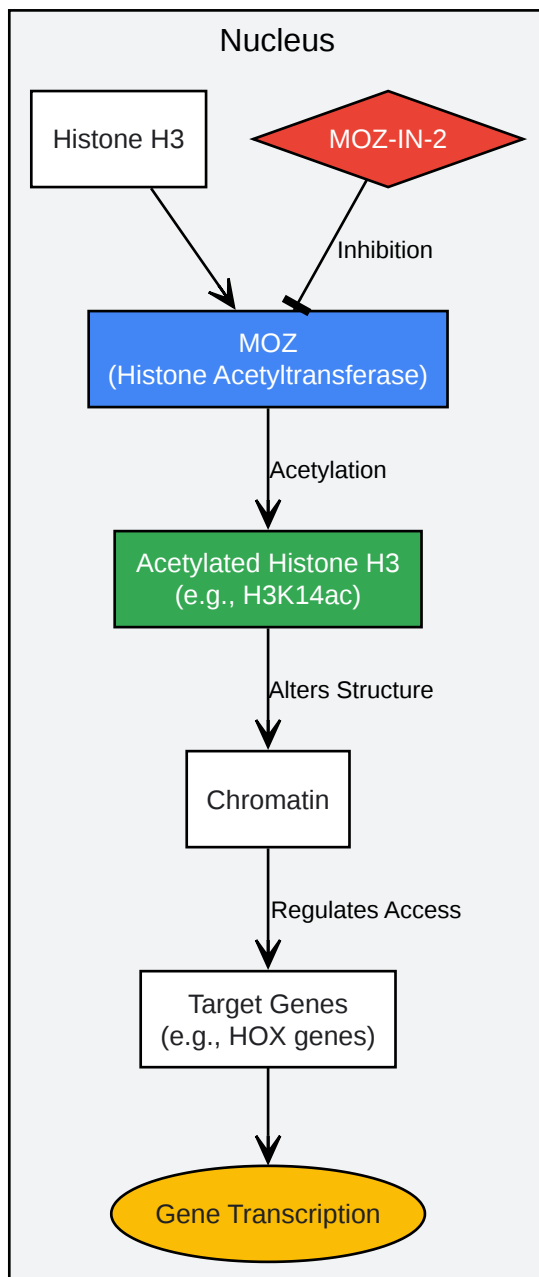 Nucleus
Histone H3
MOZ-IN-2
Inhibition
MOZ
(Histone Acetyltransferase)
Acetylation
Acetylated Histone H3
(e.g., H3K14ac)
Alters Structure
Chromatin
Regulates Access
Target Genes
(e.g., HOX genes)
Gene Transcription